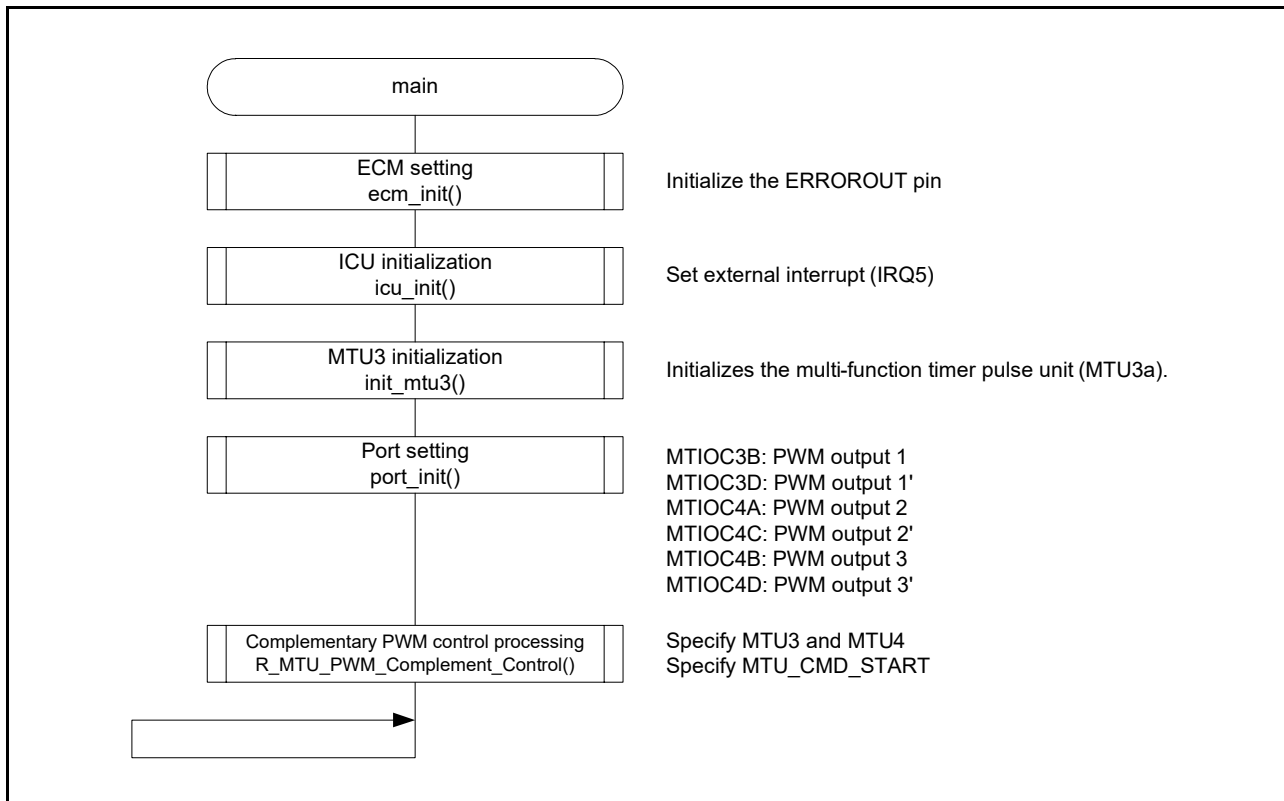 main
ECM setting
ecm_init()
Initialize the ERROROUT pin
ICU initialization
icu_init()
Set external interrupt (IRQ5)
MTU3 initialization
init_mtu3()
Initializes the multi-function timer pulse unit (MTU3a).
Port setting
port_init()
MTIOC3B: PWM output 1
MTIOC3D: PWM output 1'
MTIOC4A: PWM output 2
MTIOC4C: PWM output 2'
MTIOC4B: PWM output 3
MTIOC4D: PWM output 3'
Complementary PWM control processing
R_MTU_PWM_Complement_Control()
Specify MTU3 and MTU4
Specify MTU_CMD_START